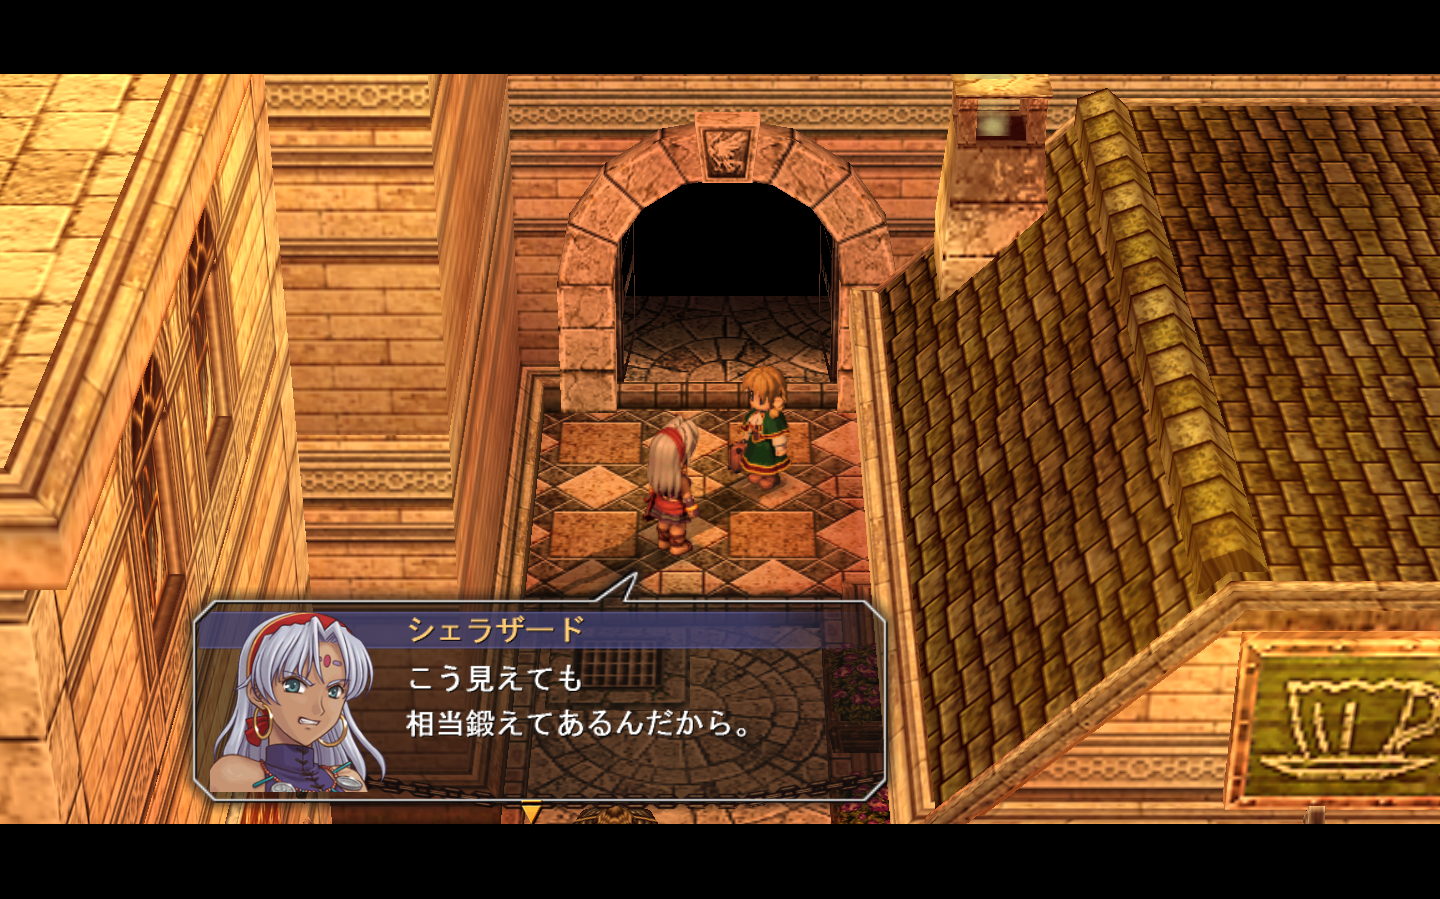 シェラザード
こう見えても
相当鍛えてあるんだから。